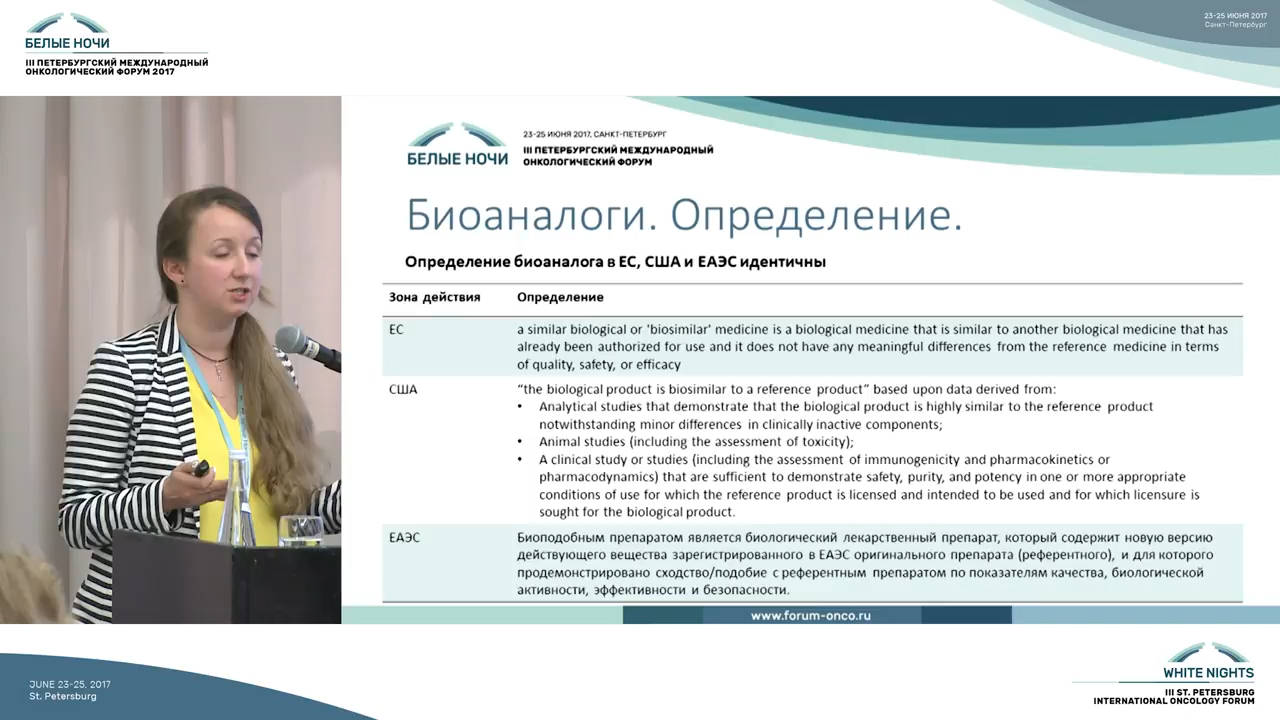 БЕЛЫЕ НОЧИ
III ПЕТЕРБУРГСКИЙ МЕЖДУНАРОДНЫЙ
ОНКОЛОГИЧЕСКИЙ ФОРУМ 2017
23-25 ИЮНЯ 2017
Санкт-Петербург
БЕЛЫЕ НОЧИ
23-25 ИЮНЯ 2017, САНКТ-ПЕТЕРБУРГ
III ПЕТЕРБУРГСКИЙ МЕЖДУНАРОДНЫЙ
ОНКОЛОГИЧЕСКИЙ ФОРУМ
Биоаналоги. Определение.
Определение биоаналога в ЕС, США и ЕАЭС идентичны
Зона действия Определение
ЕС a similar biological or 'biosimilar' medicine is a biological medicine that is similar to another biological medicine that has
already been authorized for use and it does not have any meaningful differences from the reference medicine in terms
of quality, safety, or efficacy
США “the biological product is biosimilar to a reference product” based upon data derived from:
• Analytical studies that demonstrate that the biological product is highly similar to the reference product
notwithstanding minor differences in clinically inactive components;
• Animal studies (including the assessment of toxicity);
• A clinical study or studies (including the assessment of immunogenicity and pharmacokinetics or
pharmacodynamics) that are sufficient to demonstrate safety, purity, and potency in one or more appropriate
conditions of use for which the reference product is licensed and intended to be used and for which licensure is
sought for the biological product.
ЕАЭС Биоподобным препаратом является биологический лекарственный препарат, который содержит новую версию
действующего вещества зарегистрированного в ЕАЭС оригинального препарата (референтного), и для которого
продемонстрировано сходство/подобие с референтным препаратом по показателям качества, биологической
активности, эффективности и безопасности.
www.forum-onco.ru
JUNE 23-25, 2017
St. Petersburg
WHITE NIGHTS
III ST. PETERSBURG
INTERNATIONAL ONCOLOGY FORUM